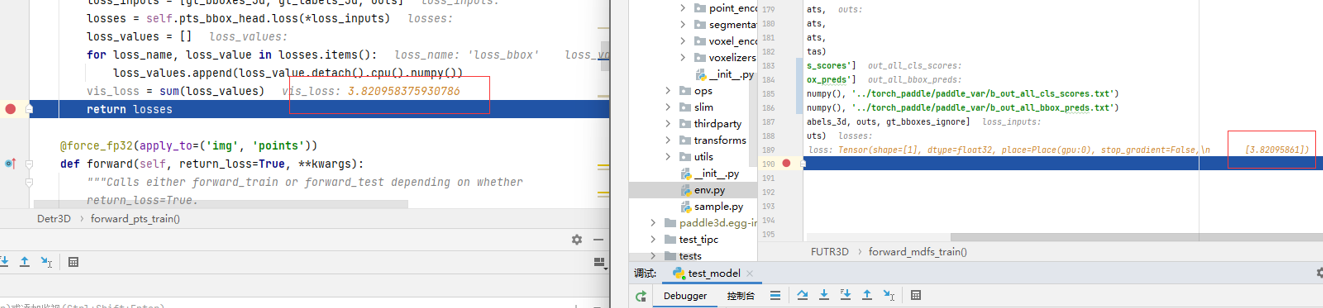 loss_inputs = [gt_bboxes_3d, gt_labels_3d, outs] loss_inputs:
losses = self.pts_bbox_head.loss(*loss_inputs) losses:
loss_values = [] loss_values:
for loss_name, loss_value in losses.items(): loss_name: 'loss_bbox' loss_va
loss_values.append(loss_value.detach().cpu().numpy())
vis_loss = sum(loss_values) vis_loss: 3.820958375930786
return losses
@force_fp32(apply_to=('img', 'points'))
def forward(self, return_loss=True, **kwargs):
"""Calls either forward_train or forward_test depending on whether
return_loss=True.
Detr3D > forward_pts_train()
point_enco
segmentat
voxel_enco
voxelizers
__init__.py
ops
slim
thirdparty
transforms
utils
__init__.py
env.py
sample.py
paddle3d.egg-in
test_tipc
tests
179 ats, outs:
180 ats,
181 ats,
182 tas)
183 s_scores'] out_all_cls_scores:
184 ox_preds'] out_all_bbox_preds:
185 numpy(), '../torch_paddle/paddle_var/b_out_all_cls_scores.txt')
186 numpy(), '../torch_paddle/paddle_var/b_out_all_bbox_preds.txt')
187 abels_3d, outs, gt_bboxes_ignore] loss_inputs:
188 uts) losses:
189 loss: Tensor(shape=[1], dtype=float32, place=Place(gpu:0), stop_gradient=False,\n [3.82095861])
190
191
192
193
194
195
FUTR3D > forward_mdfs_train()
调试: test_model ×
Debugger 控制台